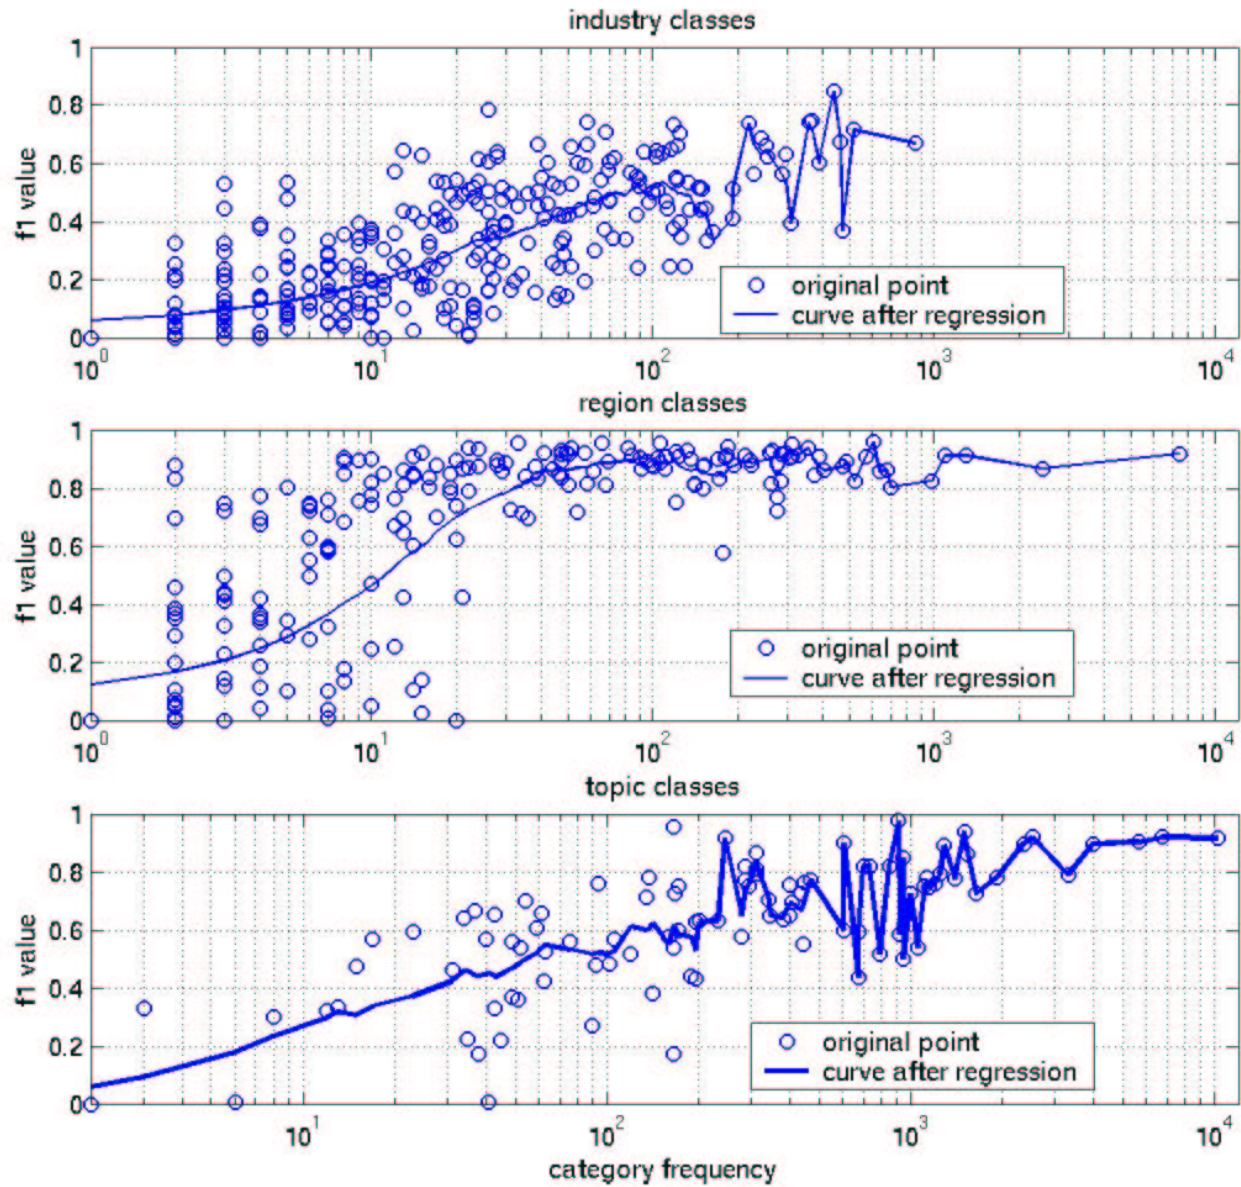 industry classes
1
0.8
0.6
0.4
0.2
0
f1 value
original point
curve after regression
10^0 10^1 10^2 10^3 10^4
region classes
1
0.8
0.6
0.4
0.2
0
f1 value
original point
curve after regression
10^0 10^1 10^2 10^3 10^4
topic classes
1
0.8
0.6
0.4
0.2
0
f1 value
original point
curve after regression
10^1 10^2 10^3 10^4
category frequency